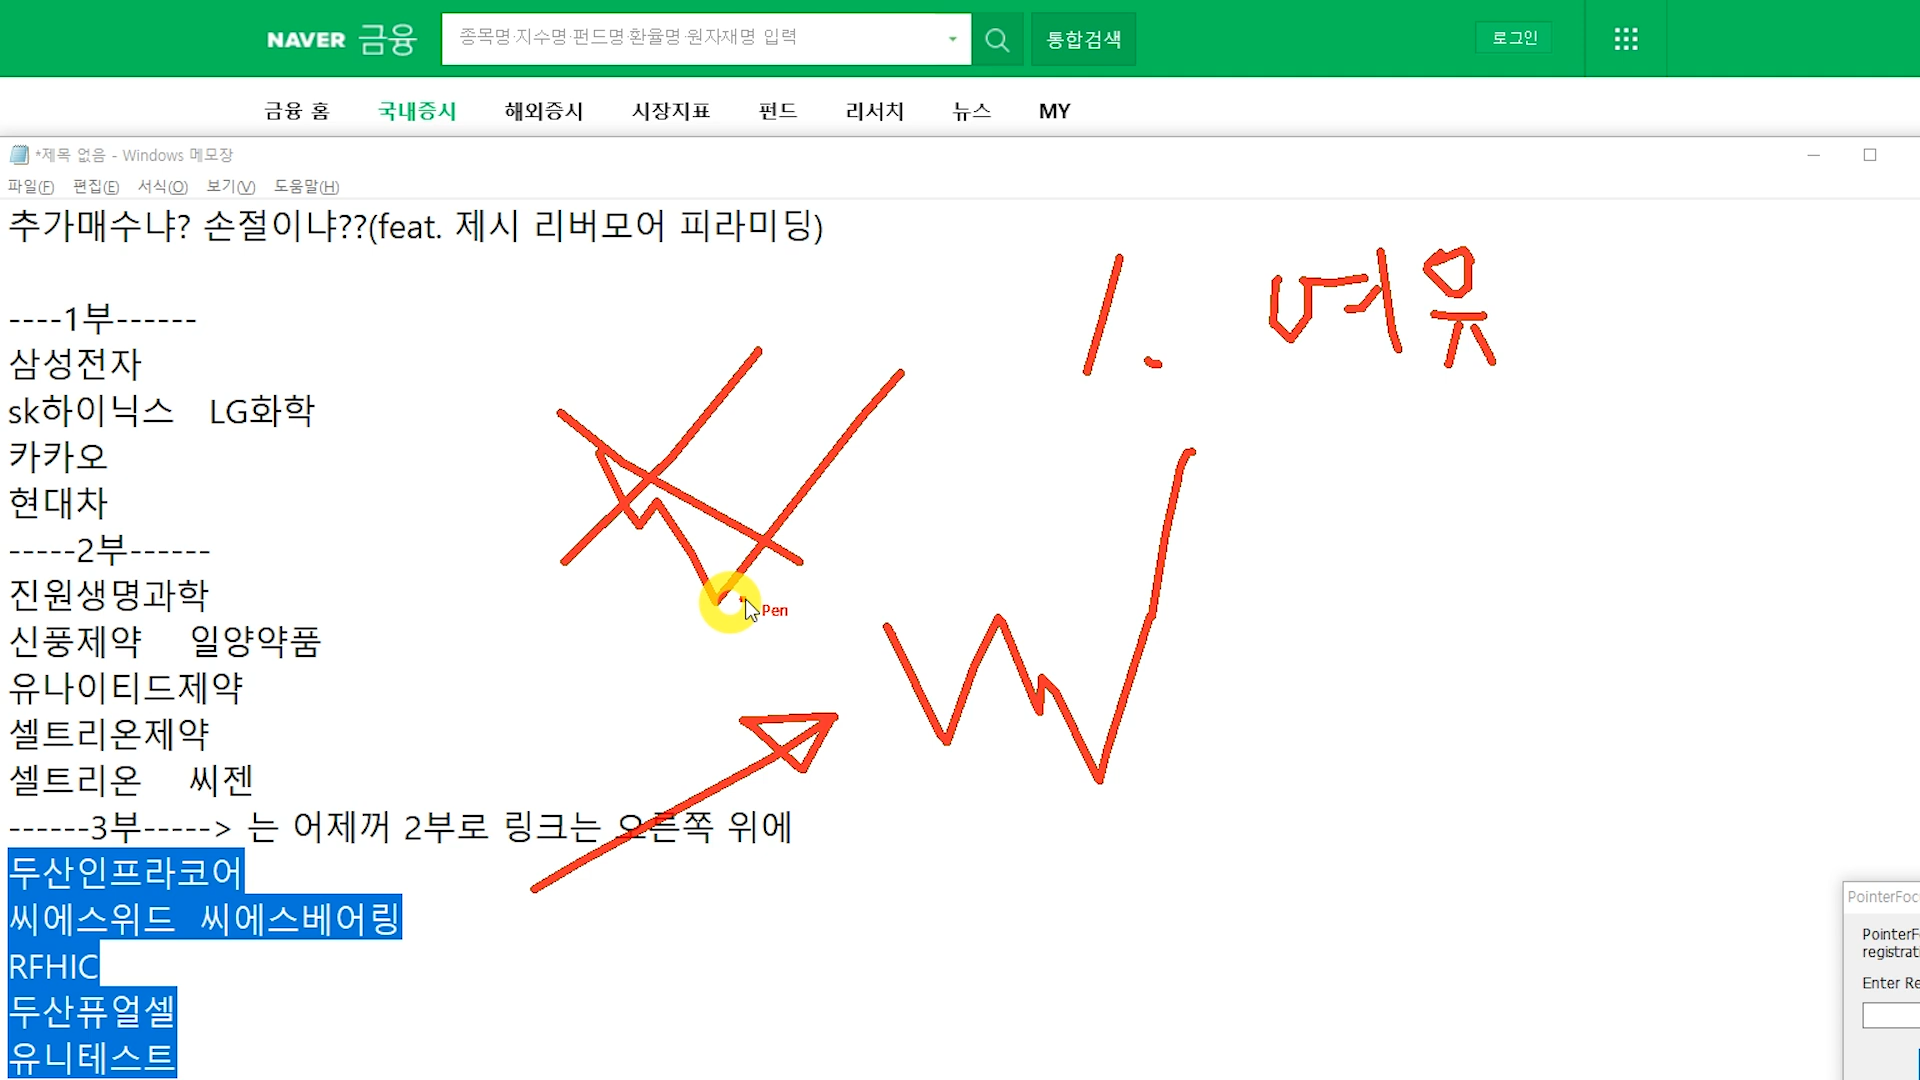 NAVER 금융 종목명·지수명·펀드명·환율명·원자재명 입력 통합검색 로그인
금융 홈 국내증시 해외증시 시장지표 펀드 리서치 뉴스 MY
*제목 없음 - Windows 메모장
파일(F) 편집(E) 서식(O) 보기(V) 도움말(H)
추가매수냐? 손절이냐??(feat. 제시 리버모어 피라미딩)
1. 여유
----1부------
삼성전자
sk하이닉스 LG화학
카카오
현대차
-----2부------
진원생명과학
Pen
신풍제약 일양약품
유나이티드제약
셀트리온제약
셀트리온 씨젠
------3부-----> 는 어제꺼 2부로 링크는 오른쪽 위에
두산인프라코어
씨에스위드 씨에스베어링
RFHIC
두산퓨얼셀
유니테스트
PointerFoc
PointerFo
registrati
Enter Re